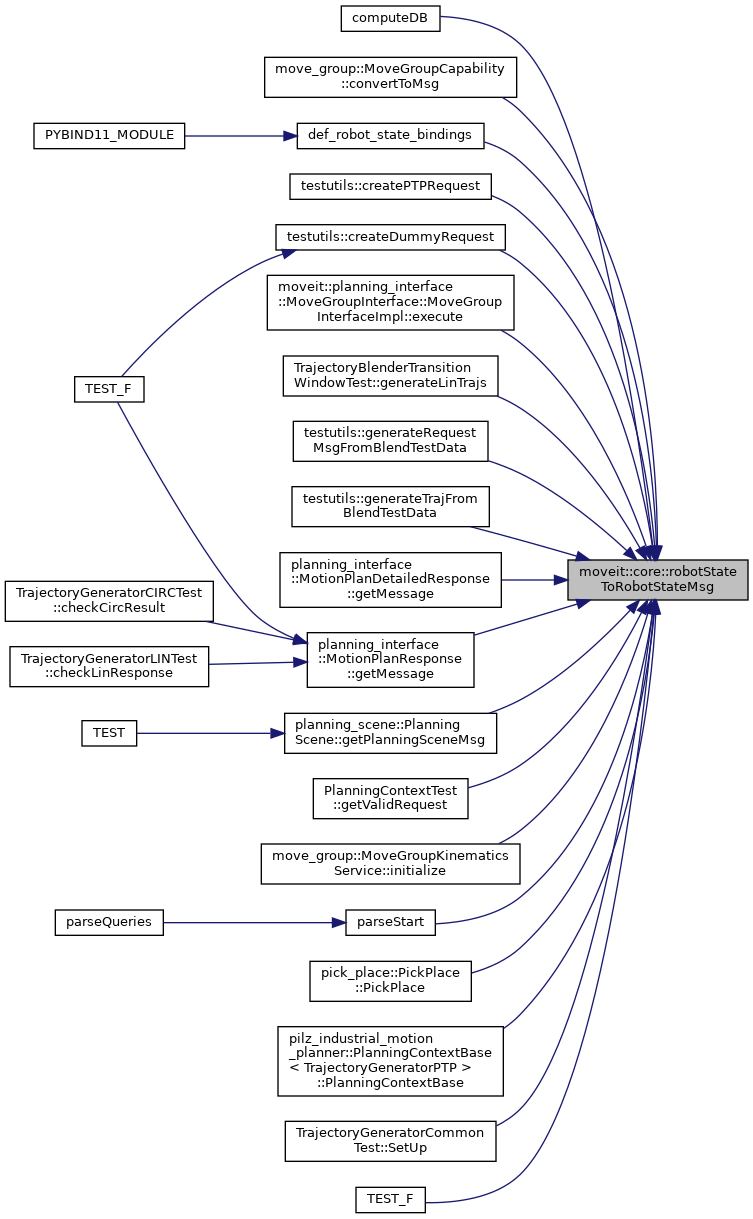 computeDB
move_group::MoveGroupCapability
::convertToMsg
PYBIND11_MODULE
def_robot_state_bindings
testutils::createPTPRequest
testutils::createDummyRequest
moveit::planning_interface
::MoveGroupInterface::MoveGroup
InterfaceImpl::execute
TrajectoryBlenderTransition
WindowTest::generateLinTrajs
TEST_F
testutils::generateRequest
MsgFromBlendTestData
testutils::generateTrajFrom
BlendTestData
planning_interface
::MotionPlanDetailedResponse
::getMessage
moveit::core::robotState
ToRobotStateMsg
TrajectoryGeneratorCIRCTest
::checkCircResult
planning_interface
::MotionPlanResponse
::getMessage
TrajectoryGeneratorLINTest
::checkLinResponse
planning_scene::Planning
Scene::getPlanningSceneMsg
TEST
PlanningContextTest
::getValidRequest
move_group::MoveGroupKinematics
Service::initialize
parseQueries
parseStart
pick_place::PickPlace
::PickPlace
pilz_industrial_motion
_planner::PlanningContextBase
< TrajectoryGeneratorPTP >
::PlanningContextBase
TrajectoryGeneratorCommon
Test::SetUp
TEST_F